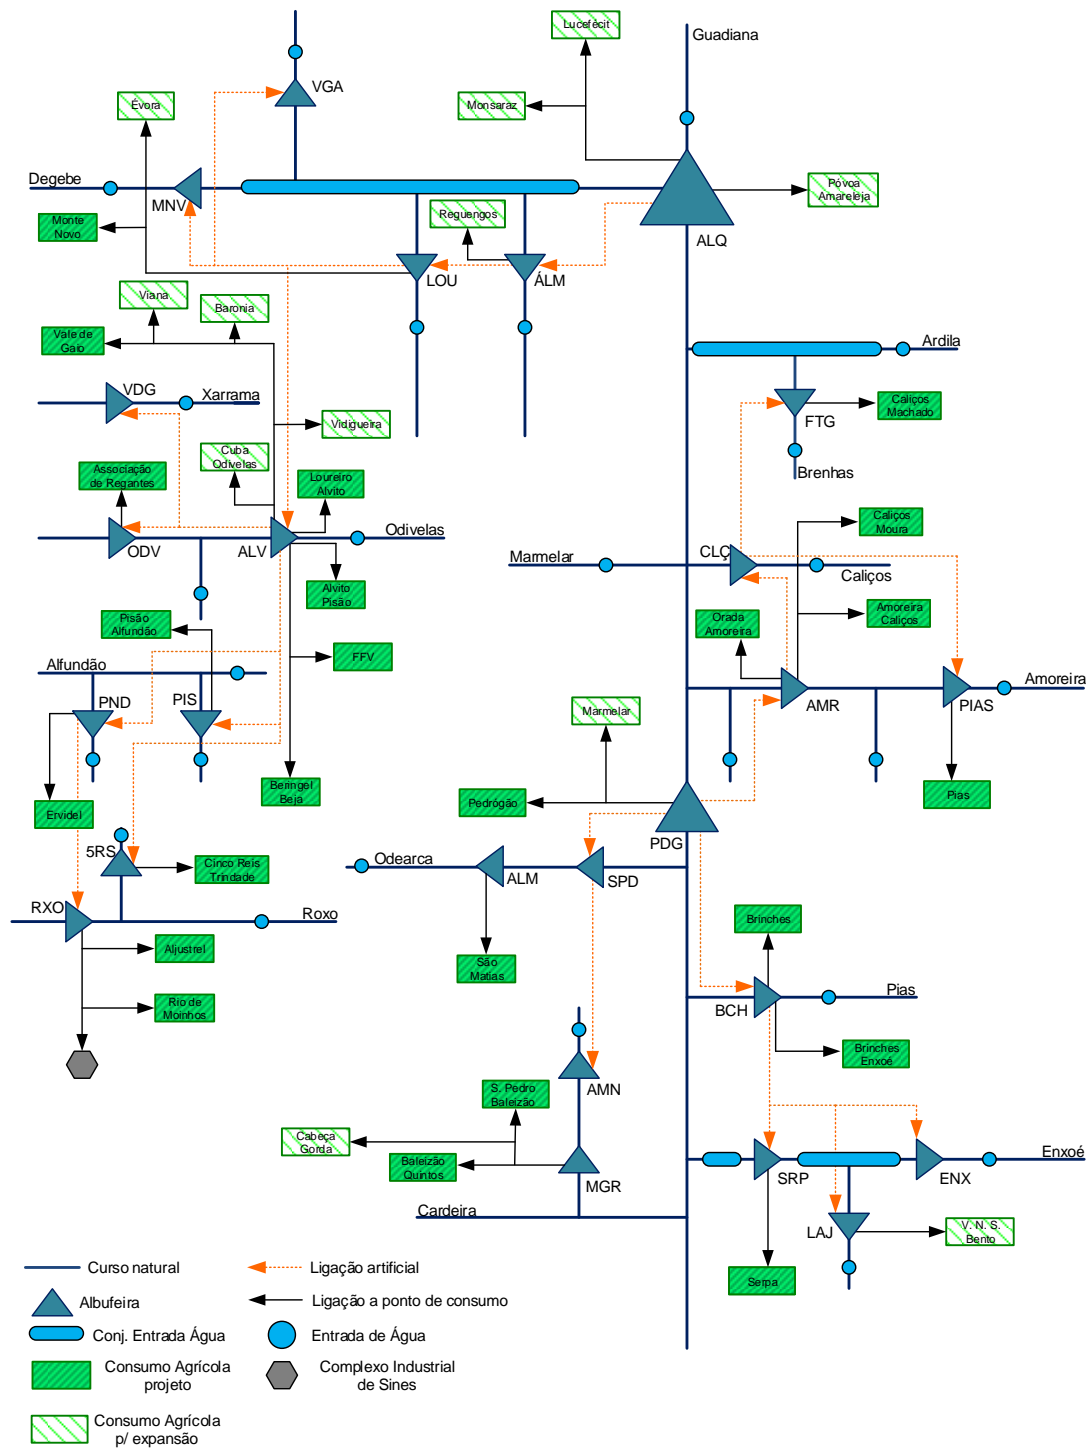 Lucefécit
Guadiana
VGA
Évora
Monsaraz
Degebe
MNV
Póvoa
Amareleja
Monte
Novo
Reguengos
ALQ
LOU
ÁLM
Viana
Baronia
Vale de
Gaio
Ardila
VDG
Xarrama
Caliços
Machado
FTG
Vidigueira
Cuba
Odivelas
Associação
de Regantes
Loureiro
Alvito
Brenhas
Caliços
Moura
ODV
ALV
Odivelas
Marmelar
CLÇ
Caliços
Alvito
Pisão
Pisão
Alfundão
Orada
Amoreira
Amoreira
Caliços
FFV
Alfundão
Amoreira
PND
PIS
AMR
PIAS
Marmelar
Beringel
Beja
Pedrógão
Pias
Ervidel
PDG
5RS
Cinco Reis
Trindade
Odearca
ALM
SPD
RXO
Roxo
Brinches
Aljustrel
São
Matias
Rio de
Moinhos
Pias
BCH
Brinches
Enxoé
AMN
S. Pedro
Baleizão
Cabeça
Gorda
Baleizão
Quintos
MGR
SRP
ENX
Enxoé
Cardeira
LAJ
V. N. S.
Bento
Serpa
Curso natural
Ligação artificial
Albufeira
Ligação a ponto de consumo
Conj. Entrada Água
Entrada de Água
Consumo Agrícola
projeto
Complexo Industrial
de Sines
Consumo Agrícola
p/ expansão